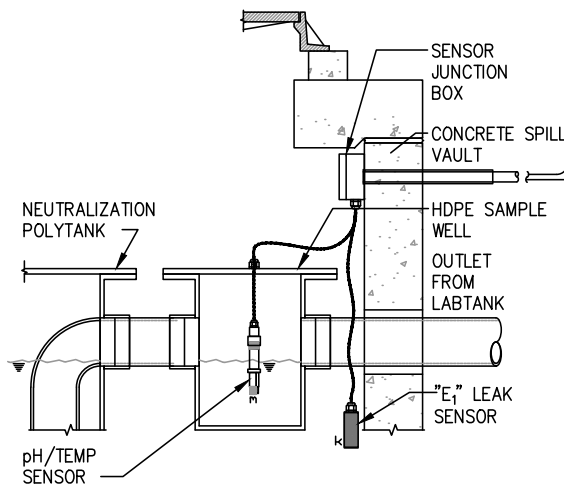 SENSOR
JUNCTION
BOX
CONCRETE SPILL
VAULT
NEUTRALIZATION
POLYTANK
HDPE SAMPLE
WELL
OUTLET
FROM
LABTANK
"E₁" LEAK
SENSOR
pH/TEMP
SENSOR
m
k